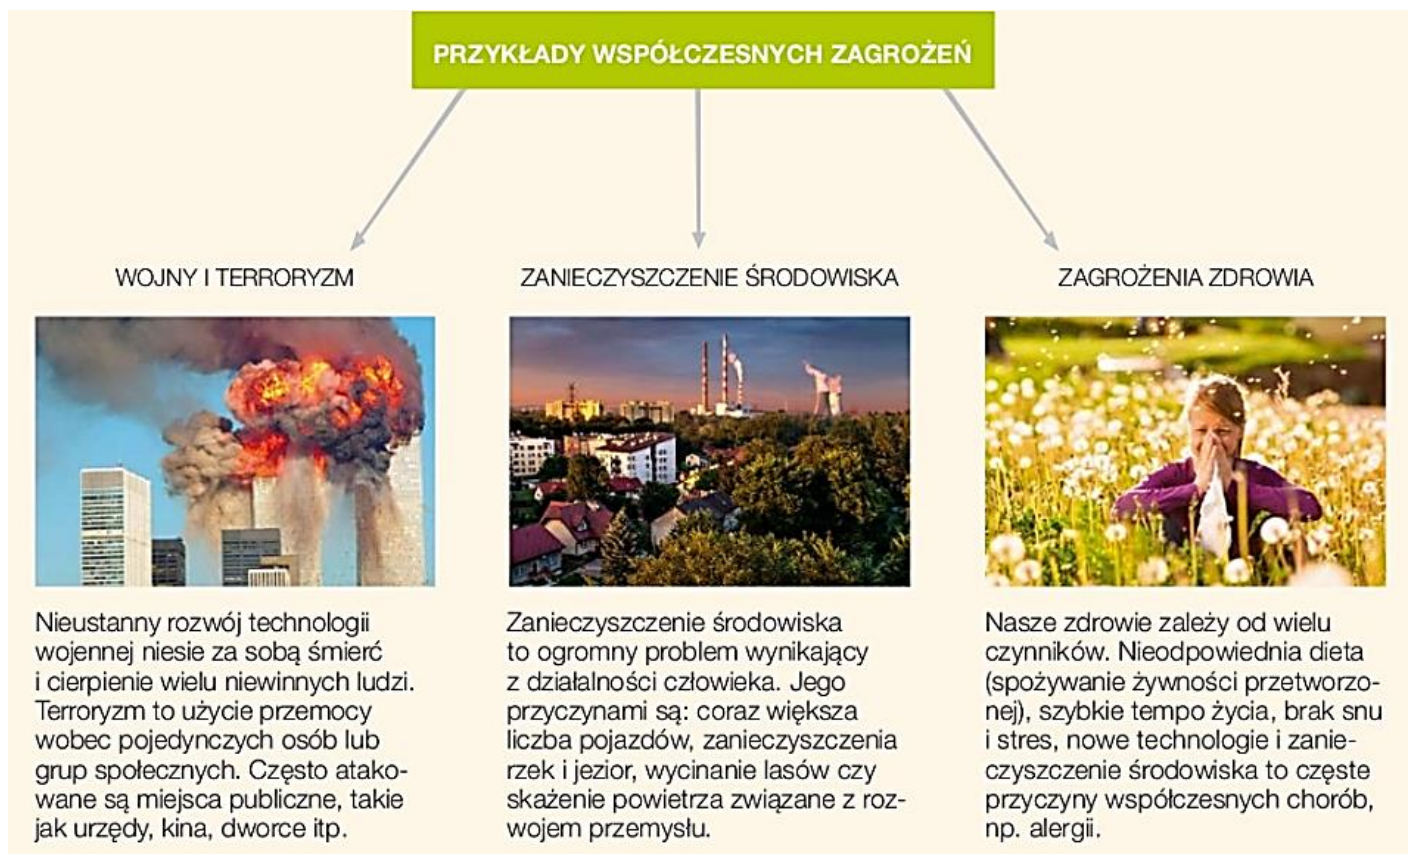 PRZYKŁADY WSPÓŁCZESNYCH ZAGROŻEŃ
WOJNY I TERRORYZM
Nieustanny rozwój technologii
wojennej niesie za sobą śmierć
i cierpienie wielu niewinnych ludzi.
Terroryzm to użycie przemocy
wobec pojedynczych osób lub
grup społecznych. Często atako-
wane są miejsca publiczne, takie
jak urzędy, kina, dworce itp.
ZANIECZYSZCZENIE ŚRODOWISKA
Zanieczyszczenie środowiska
to ogromny problem wynikający
z działalności człowieka. Jego
przyczynami są: coraz większa
liczba pojazdów, zanieczyszczenia
rzek i jezior, wycinanie lasów czy
skażenie powietrza związane z roz-
wojem przemysłu.
ZAGROŻENIA ZDROWIA
Nasze zdrowie zależy od wielu
czynników. Nieodpowiednia dieta
(spożywanie żywności przetworzo-
nej), szybkie tempo życia, brak snu
i stres, nowe technologie i zanie-
czyszczenie środowiska to częste
przyczyny współczesnych chorób,
np. alergii.